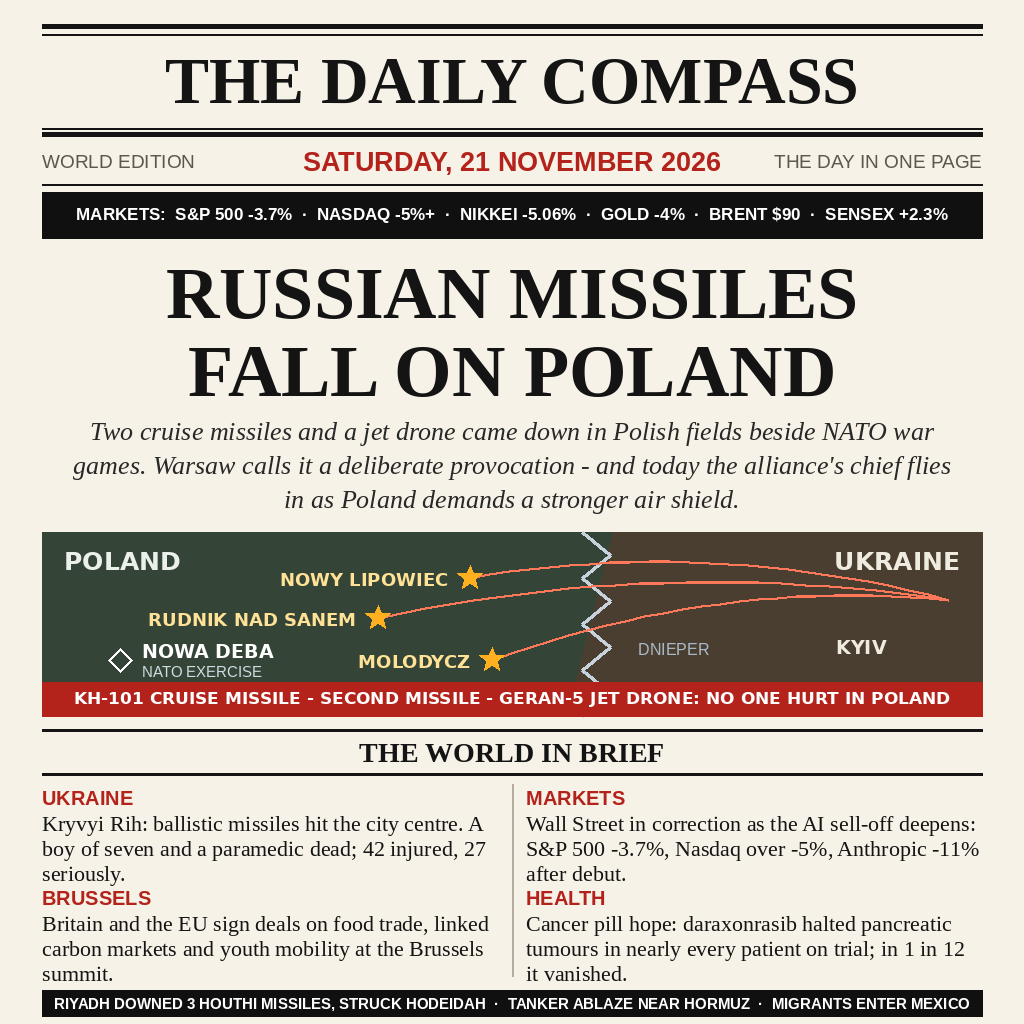 THE DAILY COMPASS
WORLD EDITION
SATURDAY, 21 NOVEMBER 2026
THE DAY IN ONE PAGE
MARKETS: S&P 500 -3.7% · NASDAQ -5%+ · NIKKEI -5.06% · GOLD -4% · BRENT $90 · SENSEX +2.3%
RUSSIAN MISSILES
FALL ON POLAND
Two cruise missiles and a jet drone came down in Polish fields beside NATO war
games. Warsaw calls it a deliberate provocation - and today the alliance's chief flies
in as Poland demands a stronger air shield.
POLAND
UKRAINE
NOWY LIPOWIEC
RUDNIK NAD SANEM
NOWA DEBA
NATO EXERCISE
MOLODYCZ
DNIEPER
KYIV
KH-101 CRUISE MISSILE - SECOND MISSILE - GERAN-5 JET DRONE: NO ONE HURT IN POLAND
THE WORLD IN BRIEF
UKRAINE
Kryvyi Rih: ballistic missiles hit the city centre. A
boy of seven and a paramedic dead; 42 injured, 27
seriously.
BRUSSELS
Britain and the EU sign deals on food trade, linked
carbon markets and youth mobility at the Brussels
summit.
MARKETS
Wall Street in correction as the AI sell-off deepens:
S&P 500 -3.7%, Nasdaq over -5%, Anthropic -11%
after debut.
HEALTH
Cancer pill hope: daraxonrasib halted pancreatic
tumours in nearly every patient on trial; in 1 in 12
it vanished.
RIYADH DOWNED 3 HOUTHI MISSILES, STRUCK HODEIDAH · TANKER ABLAZE NEAR HORMUZ · MIGRANTS ENTER MEXICO